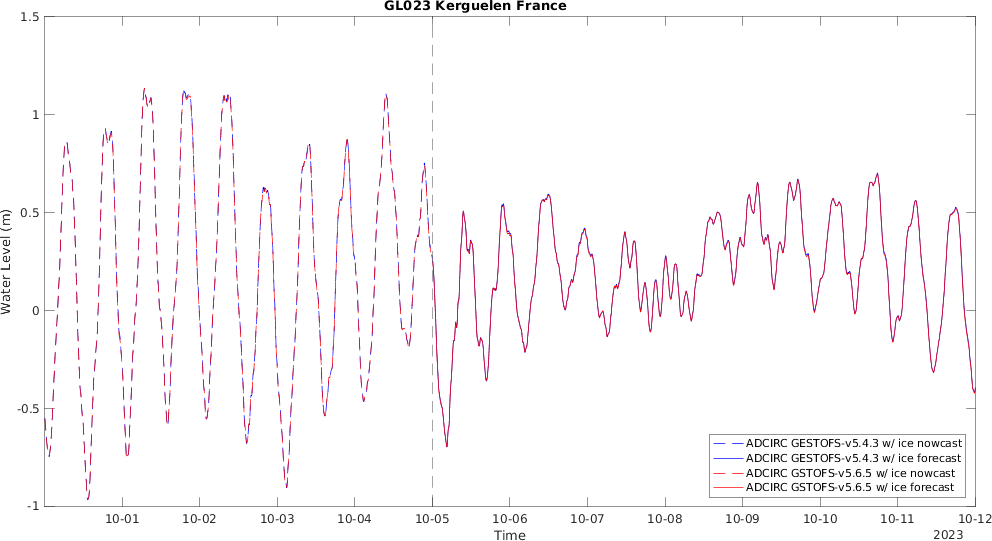 GL023 Kerguelen France
1.5
1
0.5
0
-0.5
-1
Water Level (m)
10-01 10-02 10-03 10-04 10-05 10-06 10-07 10-08 10-09 10-10 10-11 10-12
Time
2023
ADCIRC GESTOFS-v5.4.3 w/ ice nowcast
ADCIRC GESTOFS-v5.4.3 w/ ice forecast
ADCIRC GSTOFS-v5.6.5 w/ ice nowcast
ADCIRC GSTOFS-v5.6.5 w/ ice forecast